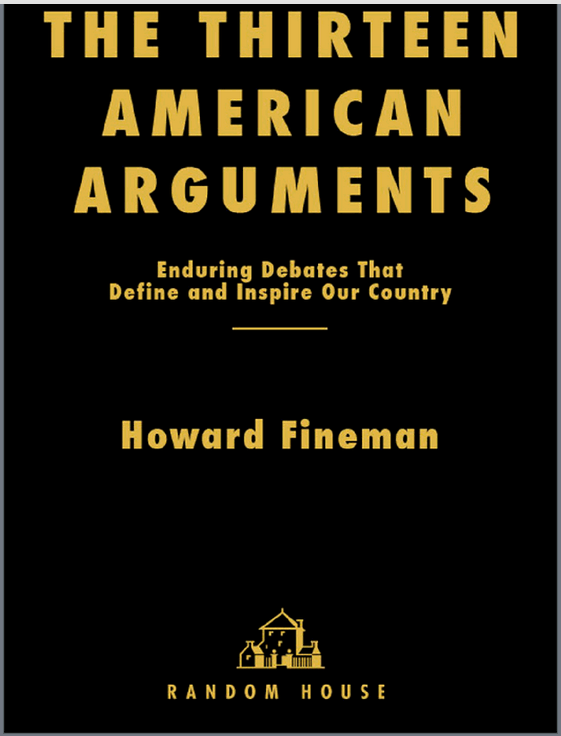 THE THIRTEEN
AMERICAN
ARGUMENTS
Enduring Debates That
Define and Inspire Our Country
Howard Fineman
RANDOM HOUSE